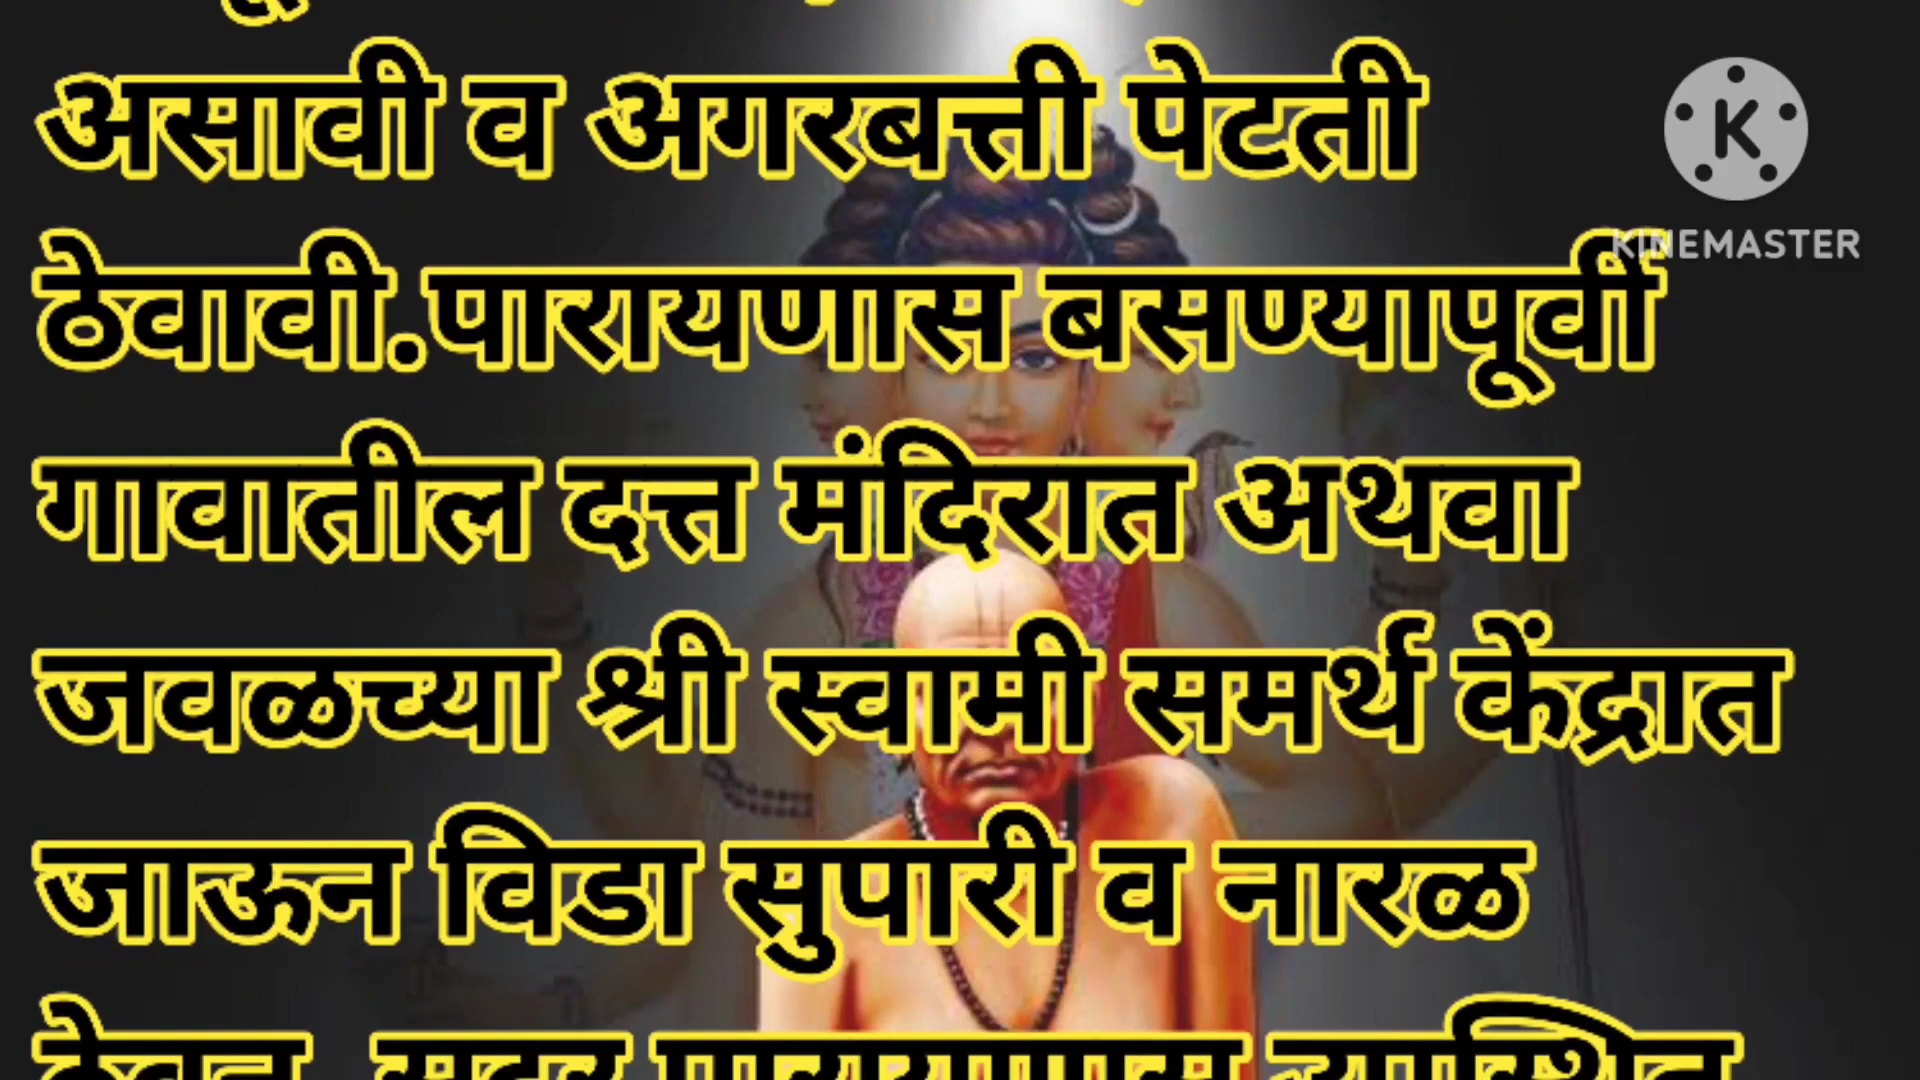 असावी व अगरबत्ती पेटती
ठेवावी.पारायणास बसण्यापूर्वी
गावातील दत्त मंदिरात अथवा
जवळच्या श्री स्वामी समर्थ केंद्रात
जाऊन विडा सुपारी व नारळ
KINEMASTER